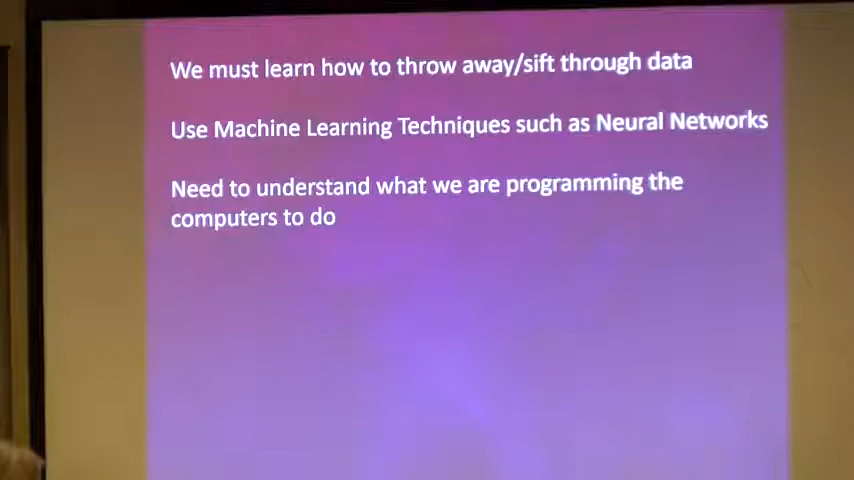 We must learn how to throw away/sift through data
Use Machine Learning Techniques such as Neural Networks
Need to understand what we are programming the
computers to do